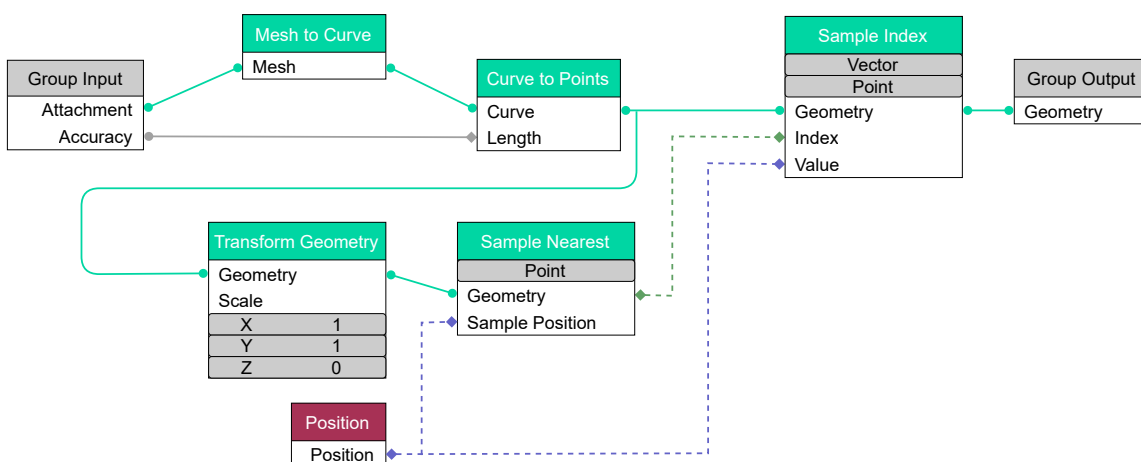 Group Input
Attachment
Accuracy
Mesh to Curve
Mesh
Curve to Points
Curve
Length
Sample Index
Vector
Point
Geometry
Index
Value
Group Output
Geometry
Transform Geometry
Geometry
Scale
X 1
Y 1
Z 0
Sample Nearest
Point
Geometry
Sample Position
Position
Position